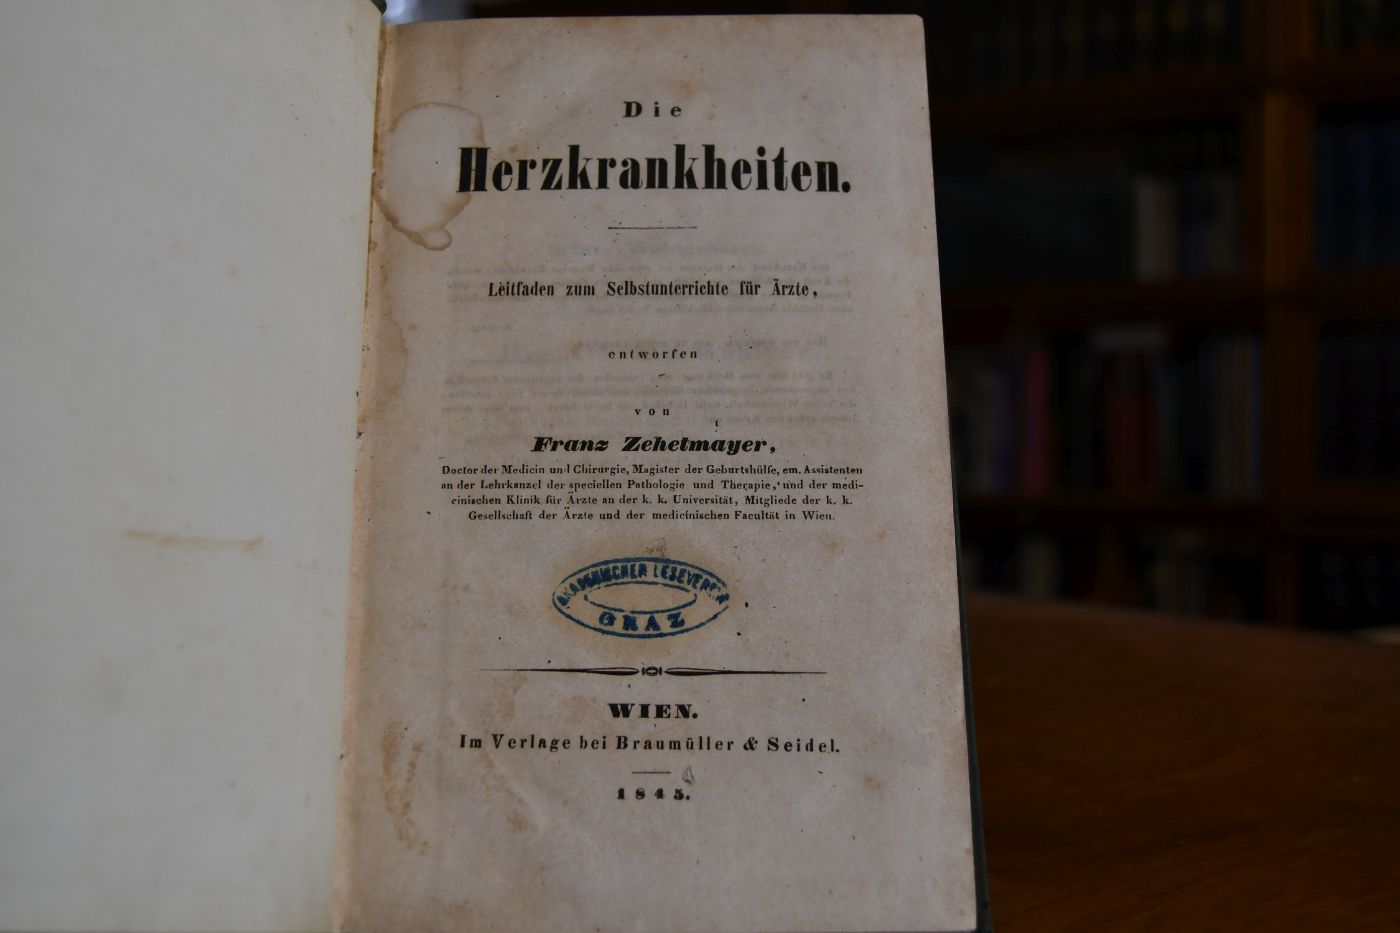 Die
Herzkrankheiten.
Leitfaden zum Selbstunterrichte für Ärzte,
entworfen
von
Franz Zehetmayer,
Doctor der Medicin und Chirurgie, Magister der Geburtshülfe, em. Assistenten
an der Lehrkanzel der speciellen Pathologie und Therapie, und der medi-
cinischen Klinik für Ärzte an der k. k. Universität, Mitgliede der k. k.
Gesellschaft der Ärzte und der medicinischen Facultät in Wien.
AKADEMISCHER LESEVEREIN
GRAZ
WIEN.
Im Verlage bei Braumüller & Seidel.
1845.